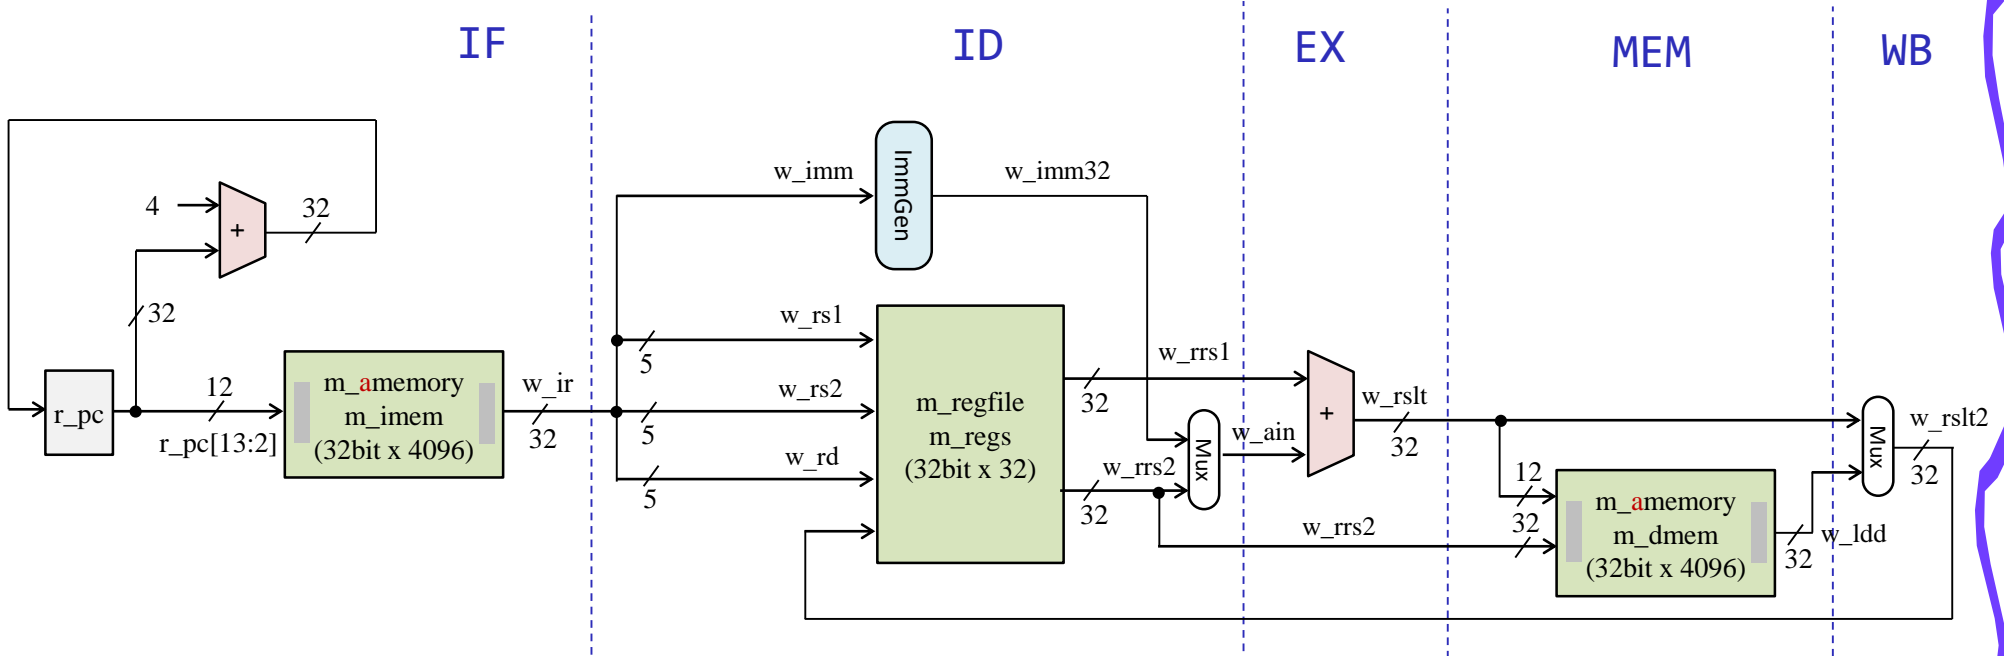 IF
ID
EX
MEM
WB
4
+
32
32
r_pc
12
r_pc[13:2]
m_amemory
m_imem
(32bit x 4096)
w_ir
32
w_imm
ImmGen
w_imm32
w_rs1
5
w_rs2
5
w_rd
5
m_regfile
m_regs
(32bit x 32)
w_rrs1
32
w_rrs2
32
Mux
w_ain
w_rrs2
+
w_rslt
32
12
32
m_amemory
m_dmem
(32bit x 4096)
32
w_ldd
Mux
w_rslt2
32